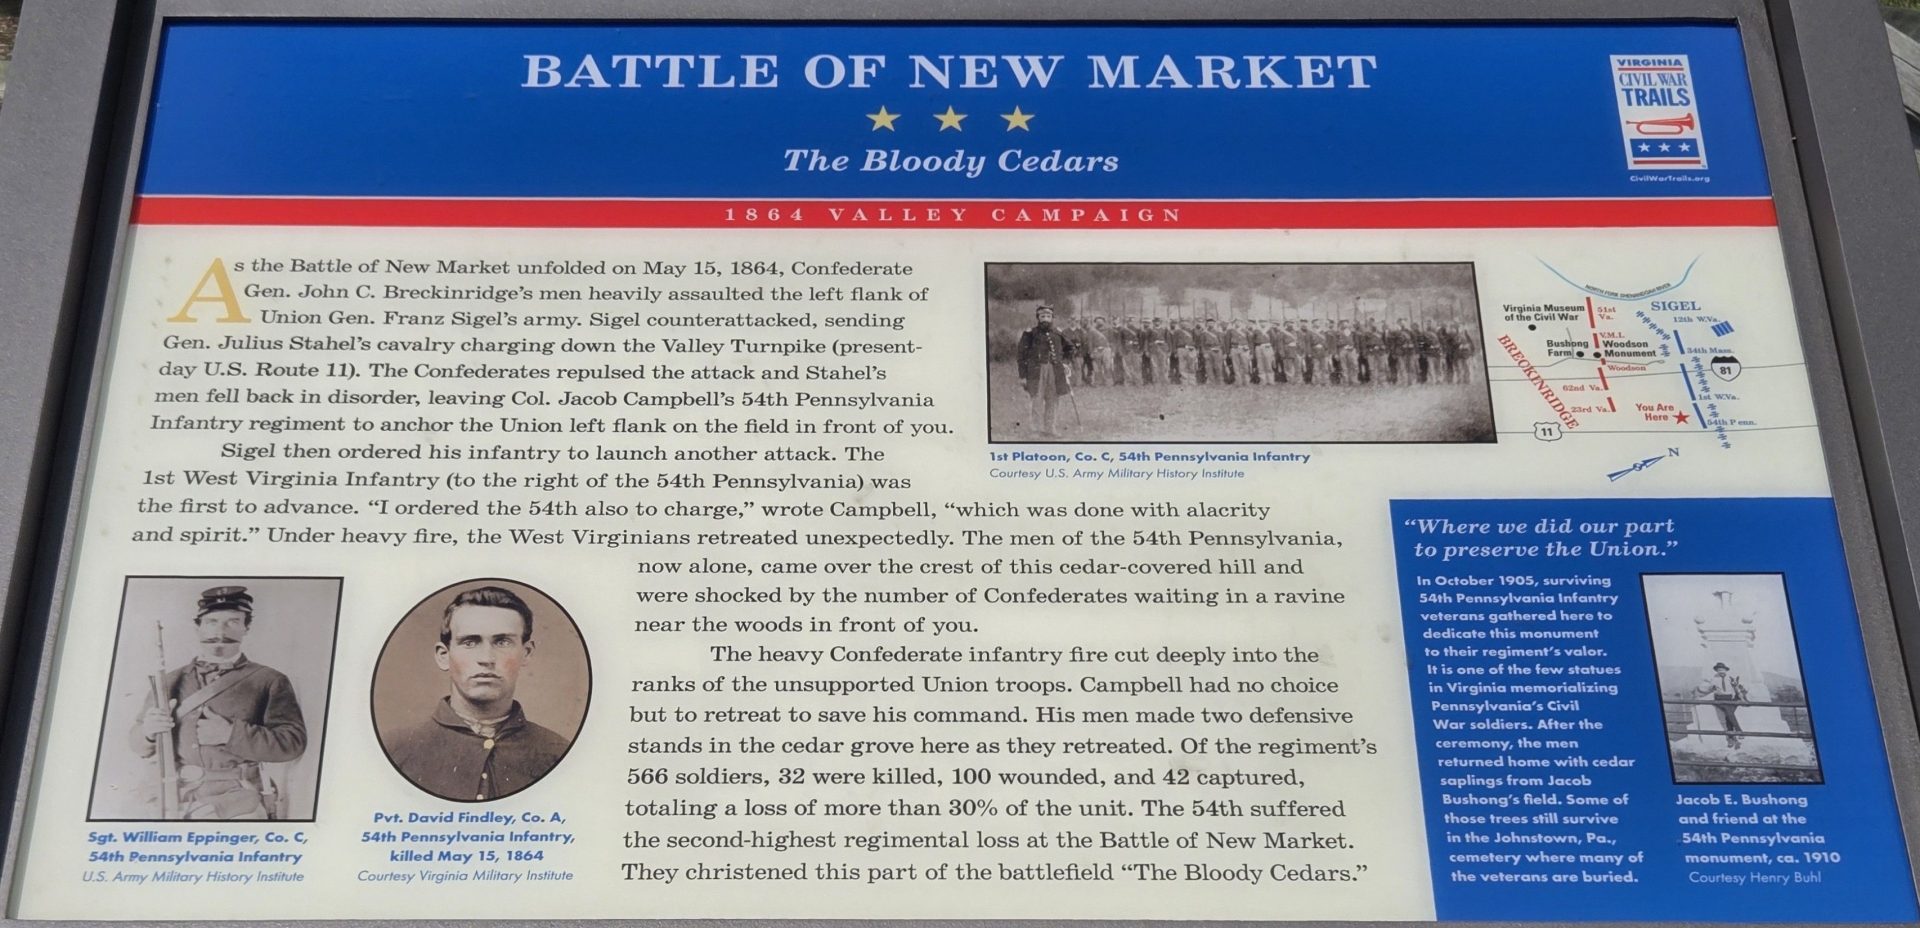 BATTLE OF NEW MARKET
The Bloody Cedars
VIRGINIA
CIVIL WAR
TRAILS
CivilWarTrails.org
1864 VALLEY CAMPAIGN
As the Battle of New Market unfolded on May 15, 1864, Confederate
Gen. John C. Breckinridge's men heavily assaulted the left flank of
Union Gen. Franz Sigel's army. Sigel counterattacked, sending
Gen. Julius Stahel's cavalry charging down the Valley Turnpike (present-
day U.S. Route 11). The Confederates repulsed the attack and Stahel's
men fell back in disorder, leaving Col. Jacob Campbell's 54th Pennsylvania
Infantry regiment to anchor the Union left flank on the field in front of you.
Sigel then ordered his infantry to launch another attack. The
1st West Virginia Infantry (to the right of the 54th Pennsylvania) was
the first to advance. “I ordered the 54th also to charge,” wrote Campbell, “which was done with alacrity
and spirit.” Under heavy fire, the West Virginians retreated unexpectedly. The men of the 54th Pennsylvania,
now alone, came over the crest of this cedar-covered hill and
were shocked by the number of Confederates waiting in a ravine
near the woods in front of you.
The heavy Confederate infantry fire cut deeply into the
ranks of the unsupported Union troops. Campbell had no choice
but to retreat to save his command. His men made two defensive
stands in the cedar grove here as they retreated. Of the regiment's
566 soldiers, 32 were killed, 100 wounded, and 42 captured,
totaling a loss of more than 30% of the unit. The 54th suffered
the second-highest regimental loss at the Battle of New Market.
They christened this part of the battlefield “The Bloody Cedars.”
Sgt. William Eppinger, Co. C,
54th Pennsylvania Infantry
U.S. Army Military History Institute
Pvt. David Findley, Co. A,
54th Pennsylvania Infantry,
killed May 15, 1864
Courtesy Virginia Military Institute
1st Platoon, Co. C, 54th Pennsylvania Infantry
Courtesy U.S. Army Military History Institute
NORTH FORK SHENANDOAH RIVER
Virginia Museum
of the Civil War
51st
Va.
SIGEL
12th W.Va.
V.M.I.
Bushong
Farm
Woodson
Monument
34th Mass.
Woodson
81
BRECKINRIDGE
62nd Va.
1st W.Va.
23rd Va.
You Are
Here
54th Penn.
11
N
“Where we did our part
to preserve the Union.”
In October 1905, surviving
54th Pennsylvania Infantry
veterans gathered here to
dedicate this monument
to their regiment's valor.
It is one of the few statues
in Virginia memorializing
Pennsylvania's Civil
War soldiers. After the
ceremony, the men
returned home with cedar
saplings from Jacob
Bushong's field. Some of
those trees still survive
in the Johnstown, Pa.,
cemetery where many of
the veterans are buried.
Jacob E. Bushong
and friend at the
54th Pennsylvania
monument, ca. 1910
Courtesy Henry Buhl